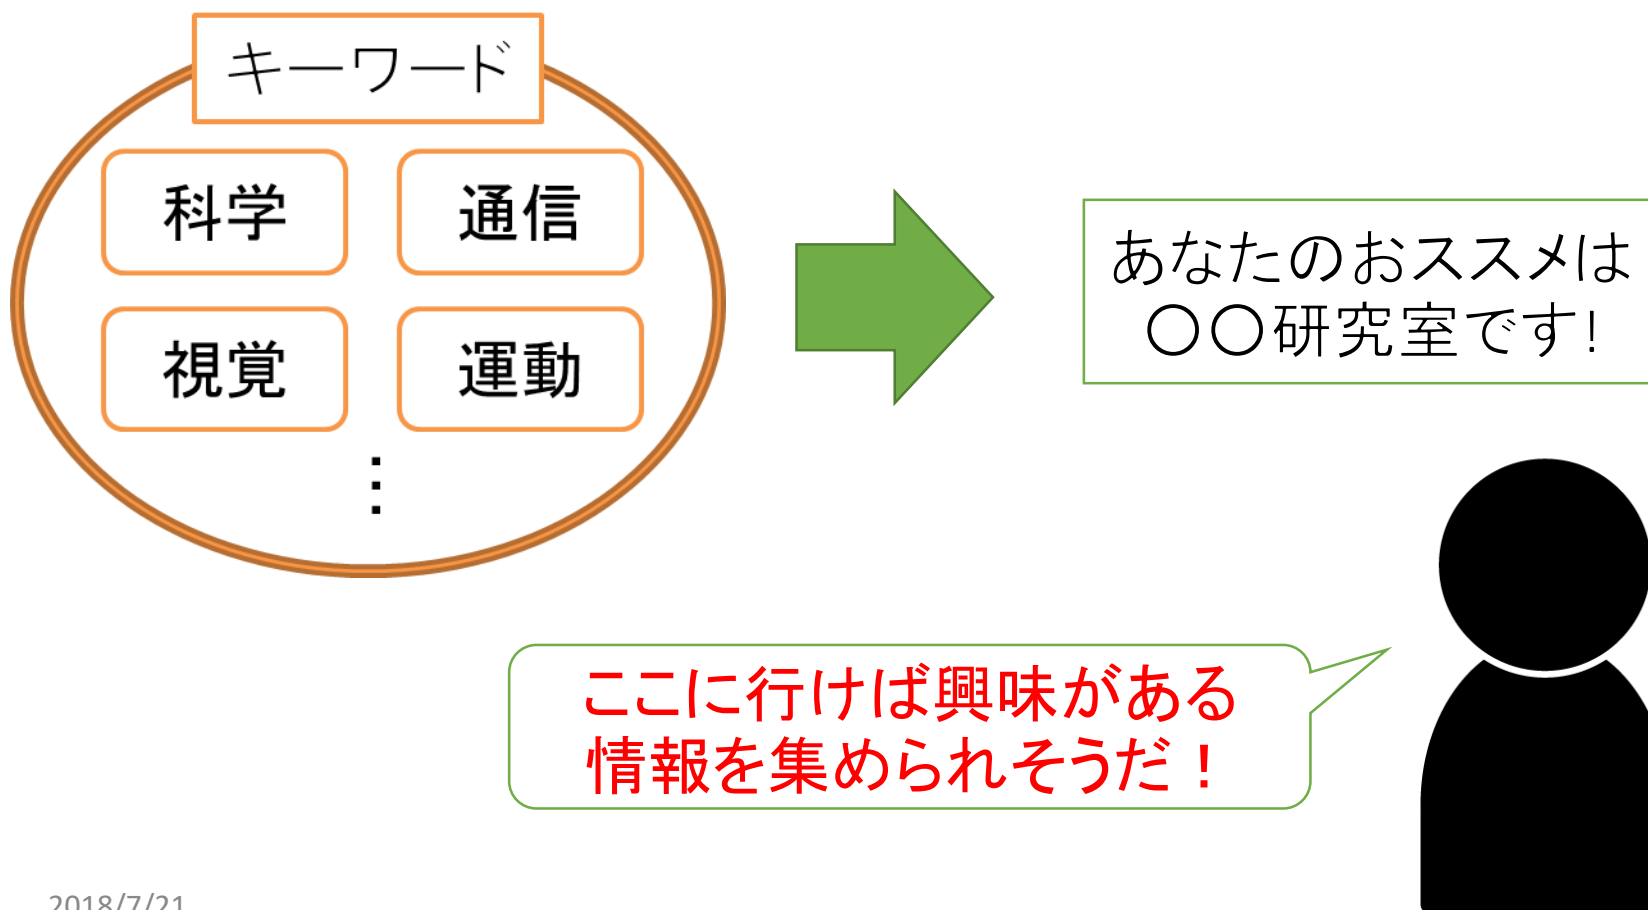 キーワード
科学
通信
視覚
運動
⋮
あなたのおススメは
〇〇研究室です!
ここに行けば興味がある
情報を集められそうだ！
2018/7/21